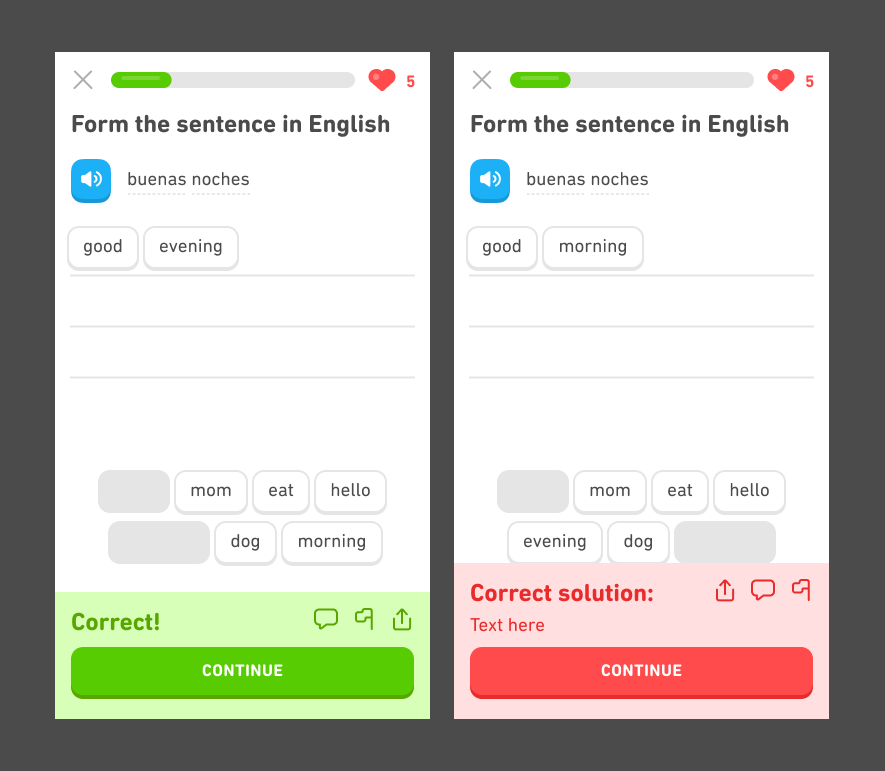 5
Form the sentence in English
buenas noches
good evening
mom eat hello
dog morning
Correct!
CONTINUE
5
Form the sentence in English
buenas noches
good morning
mom eat hello
evening dog
Correct solution:
Text here
CONTINUE